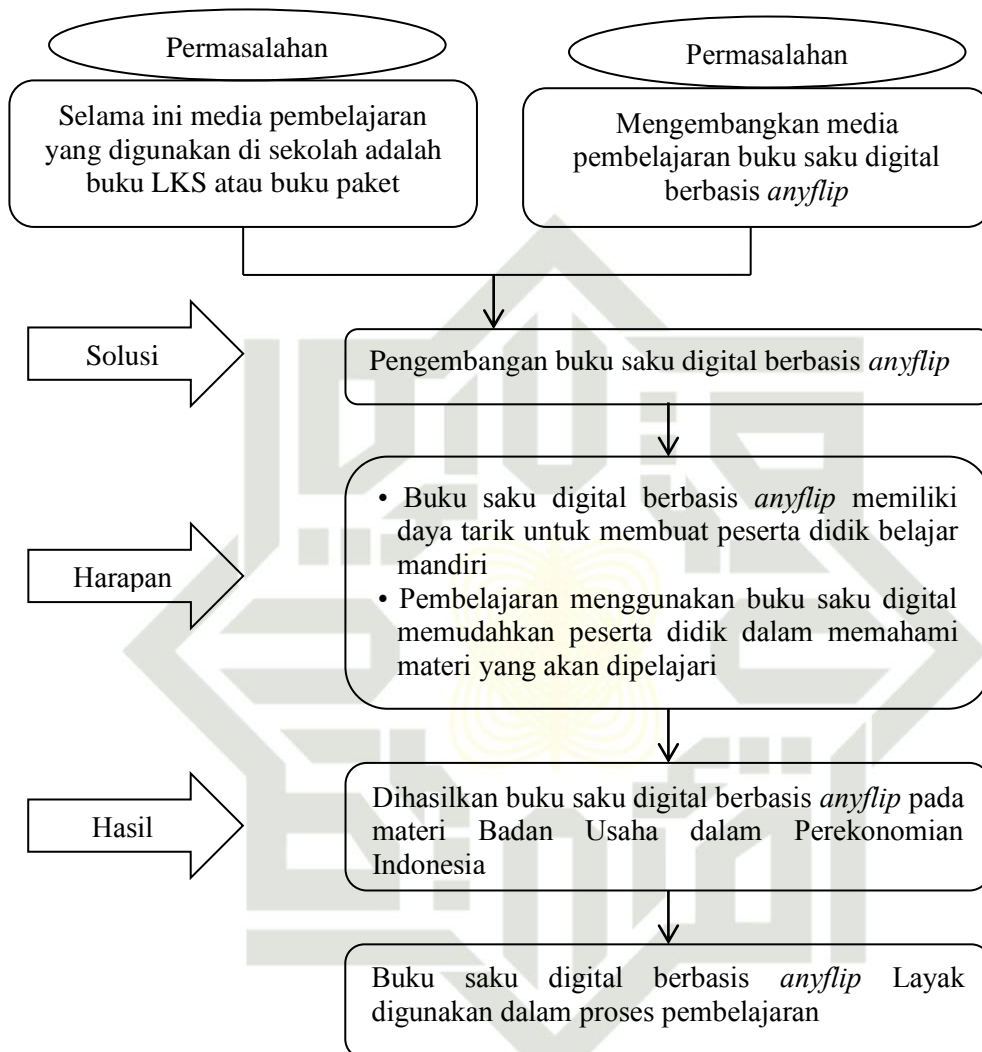 Permasalahan
Selama ini media pembelajaran
yang digunakan di sekolah adalah
buku LKS atau buku paket
Permasalahan
Mengembangkan media
pembelajaran buku saku digital
berbasis anyflip
Solusi
Pengembangan buku saku digital berbasis anyflip
Harapan
• Buku saku digital berbasis anyflip memiliki
daya tarik untuk membuat peserta didik belajar
mandiri
• Pembelajaran menggunakan buku saku digital
memudahkan peserta didik dalam memahami
materi yang akan dipelajari
Hasil
Dihasilkan buku saku digital berbasis anyflip pada
materi Badan Usaha dalam Perekonomian
Indonesia
Buku saku digital berbasis anyflip Layak
digunakan dalam proses pembelajaran